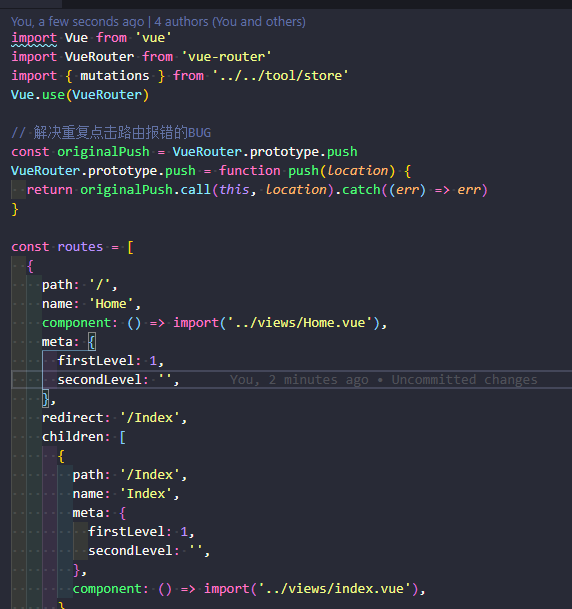 You, a few seconds ago | 4 authors (You and others)
import Vue from 'vue'
import VueRouter from 'vue-router'
import { mutations } from '../../tool/store'
Vue.use(VueRouter)
// 解决重复点击路由报错的BUG
const originalPush = VueRouter.prototype.push
VueRouter.prototype.push = function push(location) {
  return originalPush.call(this, location).catch((err) => err)
}
const routes = [
  {
    path: '/',
    name: 'Home',
    component: () => import('../views/Home.vue'),
    meta: {
      firstLevel: 1,
      secondLevel: '', You, 2 minutes ago • Uncommitted changes
    },
    redirect: '/Index',
    children: [
      {
        path: '/Index',
        name: 'Index',
        meta: {
          firstLevel: 1,
          secondLevel: '',
        },
        component: () => import('../views/index.vue'),
      }